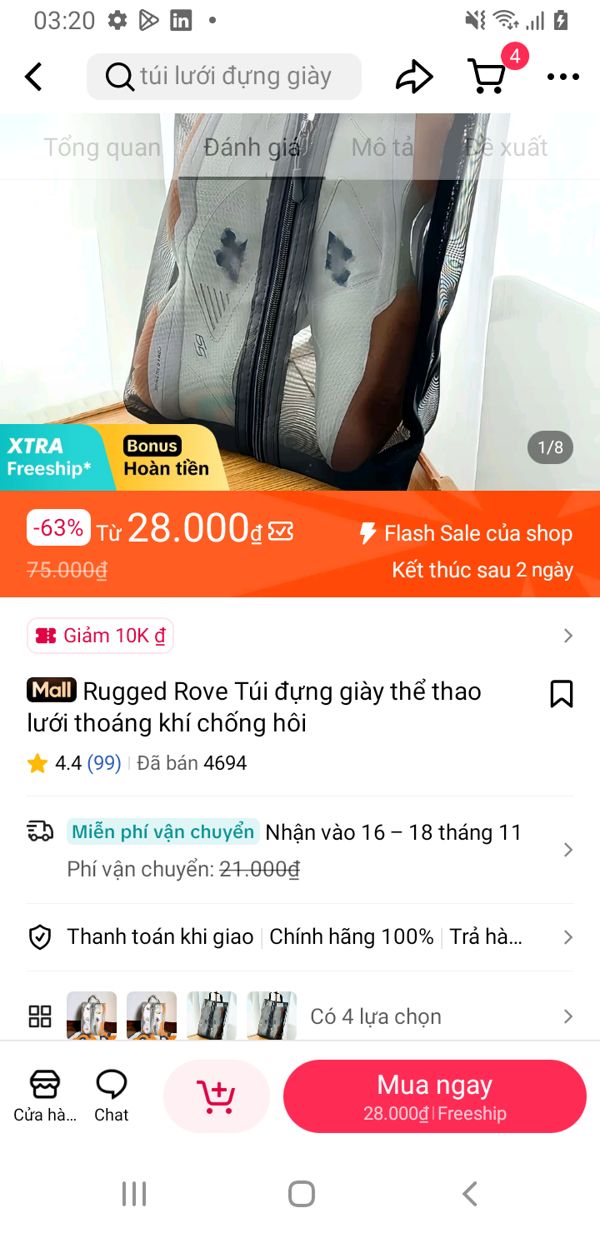 03:20
túi lưới đựng giày
4
Tổng quan Đánh giá Mô tả Đề xuất
XTRA
Freeship*
Bonus
Hoàn tiền
1/8
-63% Từ 28.000₫
75.000₫
Flash Sale của shop
Kết thúc sau 2 ngày
Giảm 10K ₫
Mall Rugged Rove Túi đựng giày thể thao
lưới thoáng khí chống hôi
4.4 (99) Đã bán 4694
Miễn phí vận chuyển Nhận vào 16 – 18 tháng 11
Phí vận chuyển: 21.000₫
Thanh toán khi giao Chính hãng 100% Trả hà...
Có 4 lựa chọn
Cửa hà...
Chat
Mua ngay
28.000₫ Freeship